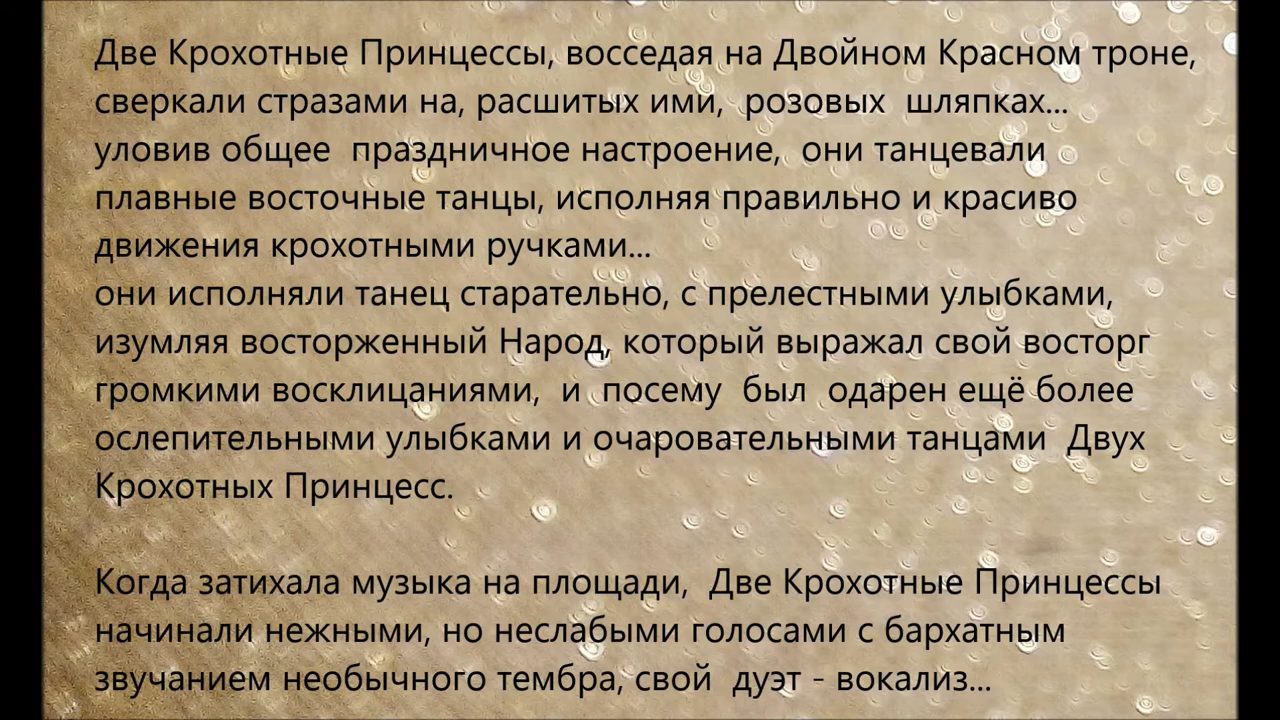 Две Крохотные Принцессы, восседая на Двойном Красном троне,
сверкали стразами на, расшитых ими,  розовых  шляпках...
уловив общее  праздничное настроение,  они танцевали
плавные восточные танцы, исполняя правильно и красиво
движения крохотными ручками...
они исполняли танец старательно, с прелестными улыбками,
изумляя восторженный Народ, который выражал свой восторг
громкими восклицаниями,  и  посему  был  одарен ещё более
ослепительными улыбками и очаровательными танцами  Двух
Крохотных Принцесс.
Когда затихала музыка на площади,  Две Крохотные Принцессы
начинали нежными, но неслабыми голосами с бархатным
звучанием необычного тембра, свой  дуэт - вокализ...